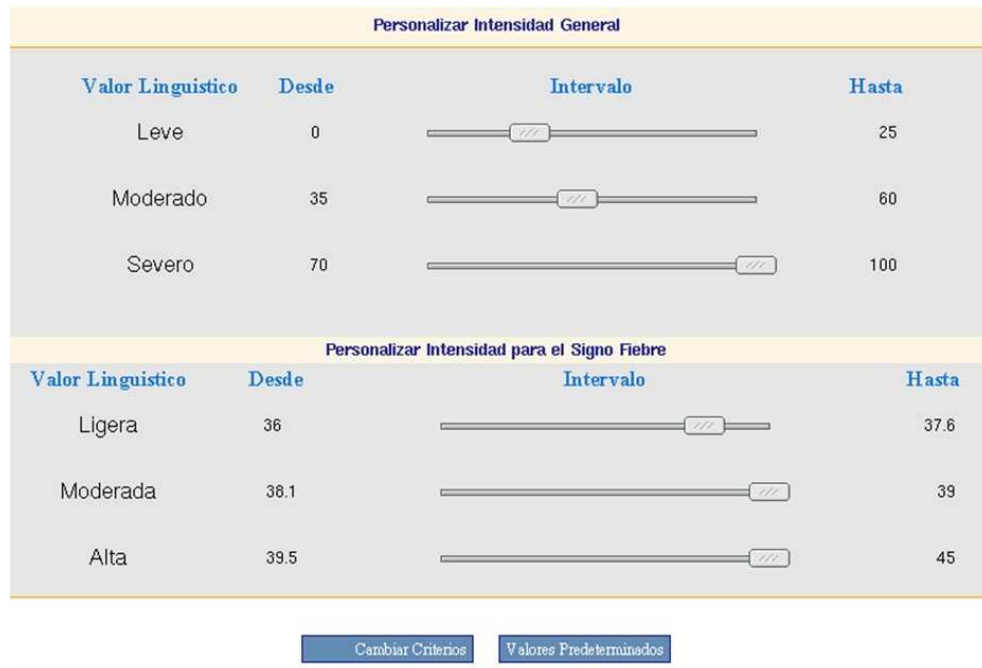 Personalizar Intensidad General
Valor Linguistico Desde Intervalo Hasta
Leve 0 25
Moderado 35 60
Severo 70 100
Personalizar Intensidad para el Signo Fiebre
Valor Linguistico Desde Intervalo Hasta
Ligera 36 37.6
Moderada 38.1 39
Alta 39.5 45
Cambiar Criterios Valores Predeterminados